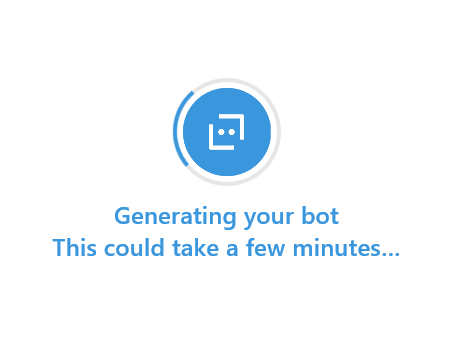 Generating your bot
This could take a few minutes...